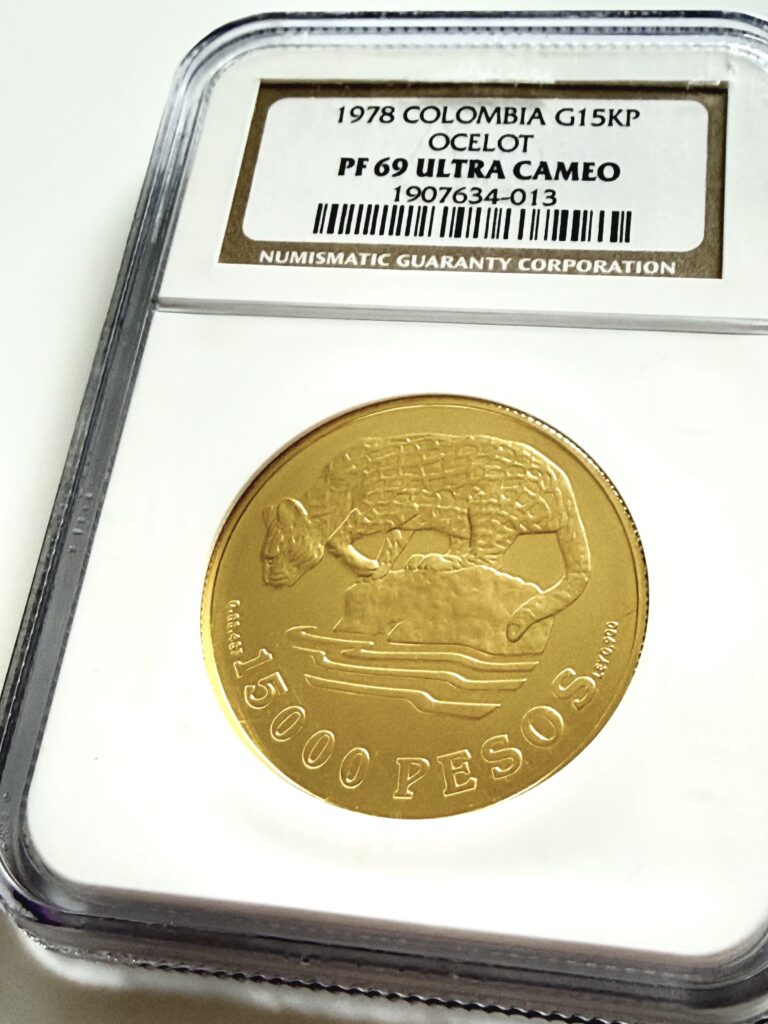 1978 COLOMBIA G15KP
OCELOT
PF 69 ULTRA CAMEO
1907634-013
NUMISMATIC GUARANTY CORPORATION
15000 PESOS